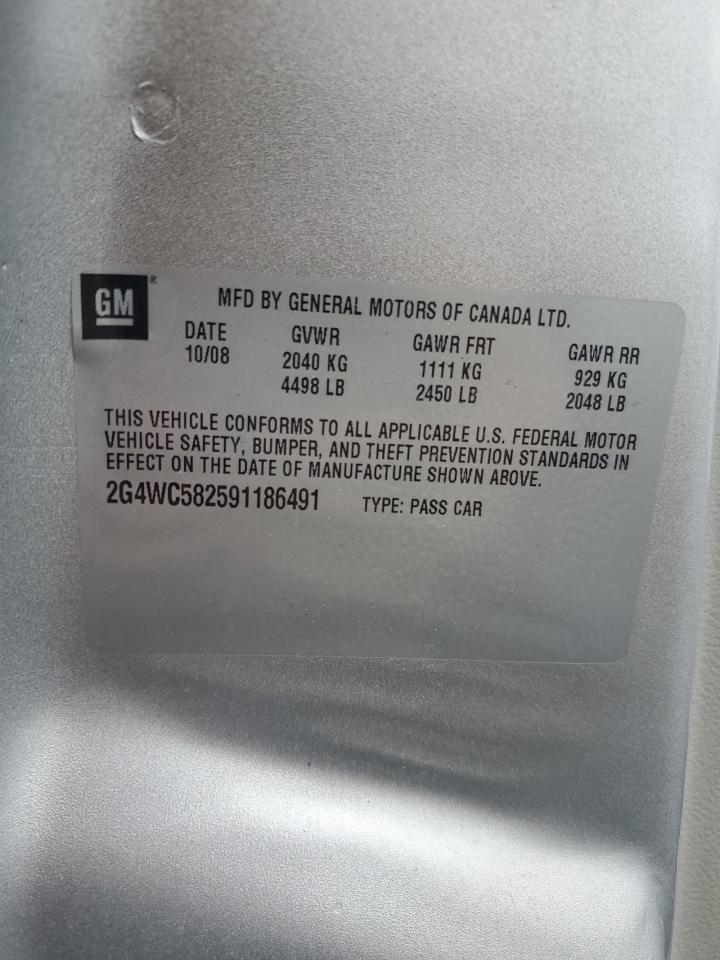 GM®
MFD BY GENERAL MOTORS OF CANADA LTD.
DATE GVWR GAWR FRT GAWR RR
10/08 2040 KG 1111 KG 929 KG
4498 LB 2450 LB 2048 LB
THIS VEHICLE CONFORMS TO ALL APPLICABLE U.S. FEDERAL MOTOR
VEHICLE SAFETY, BUMPER, AND THEFT PREVENTION STANDARDS IN
EFFECT ON THE DATE OF MANUFACTURE SHOWN ABOVE.
2G4WC582591186491 TYPE: PASS CAR